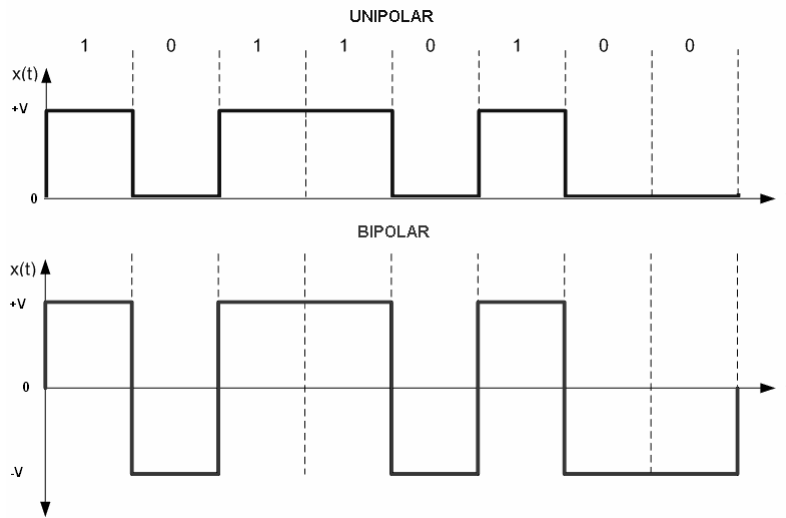 UNIPOLAR
1 0 1 1 0 1 0 0
x(t)
+V
0
BIPOLAR
x(t)
+V
0
-V